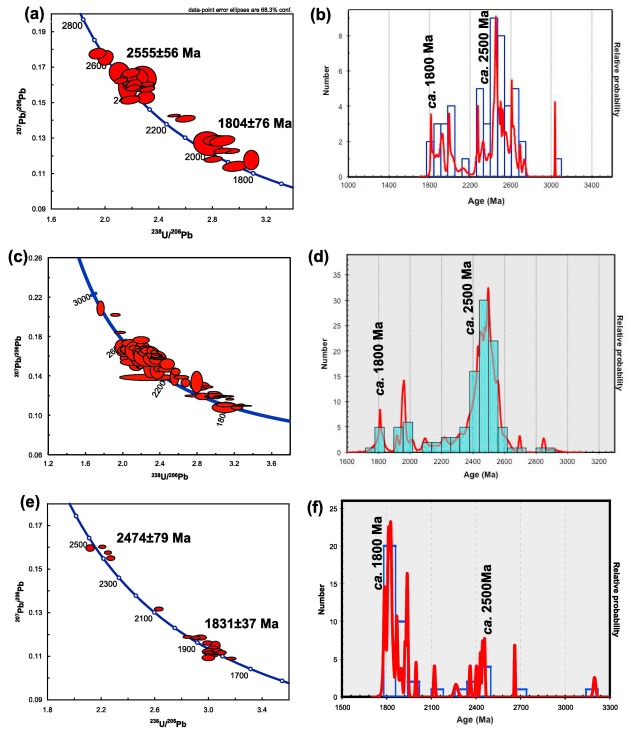 (a)
data-point error ellipses are 68.3% conf.
0.19
0.17
0.15
0.13
0.11
0.09
²⁰⁷Pb/²⁰⁶Pb
2800
2600
2555±56 Ma
2200
1804±76 Ma
2000
1800
1.6 2.0 2.4 2.8 3.2
²³⁸U/²⁰⁶Pb
(b)
8
6
4
2
0
Number
ca. 1800 Ma
ca. 2500 Ma
Relative probability
1000 1400 1800 2200 2600 3000 3400
Age (Ma)
(c)
0.26
0.22
0.18
0.14
0.10
0.06
²⁰⁷Pb/²⁰⁶Pb
3000
2200
1.2 1.6 2.0 2.4 2.8 3.2 3.6
²³⁸U/²⁰⁶Pb
(d)
35
30
25
20
15
10
5
0
Number
ca. 1800 Ma
ca. 2500 Ma
Relative probability
1600 1800 2000 2200 2400 2600 2800 3000 3200
Age (Ma)
(e)
0.17
0.15
0.13
0.11
0.09
²⁰⁷Pb/²⁰⁶Pb
2500
2474±79 Ma
2300
2100
1831±37 Ma
1900
1700
1.8 2.2 2.6 3.0 3.4
²³⁸U/²⁰⁶Pb
(f)
25
20
15
10
5
0
Number
ca. 1800 Ma
ca. 2500Ma
Relative probability
1500 1800 2100 2400 2700 3000 3300
Age (Ma)